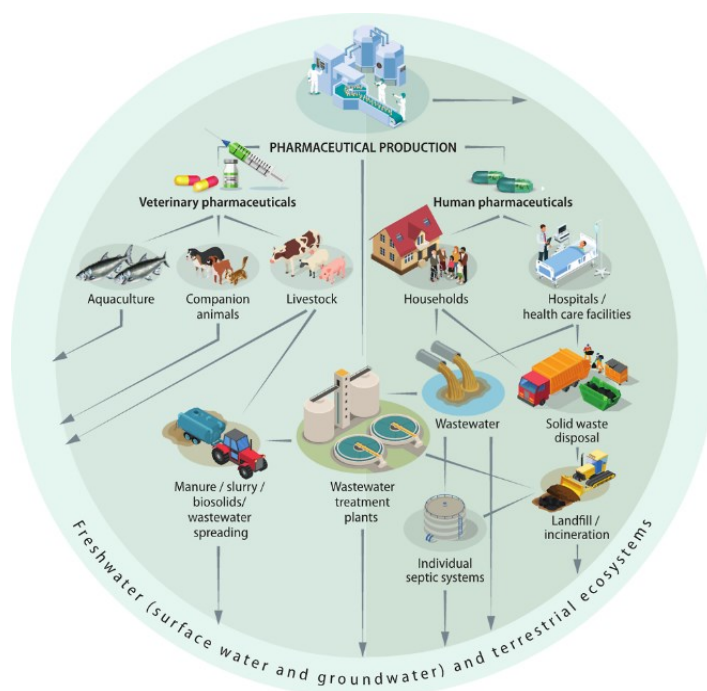 PHARMACEUTICAL PRODUCTION
Veterinary pharmaceuticals
Human pharmaceuticals
Aquaculture
Companion
animals
Livestock
Households
Hospitals /
health care facilities
Wastewater
Solid waste
disposal
Manure / slurry /
biosolids/
wastewater
spreading
Wastewater
treatment
plants
Landfill /
incineration
Individual
septic systems
Freshwater (surface water and groundwater) and terrestrial ecosystems